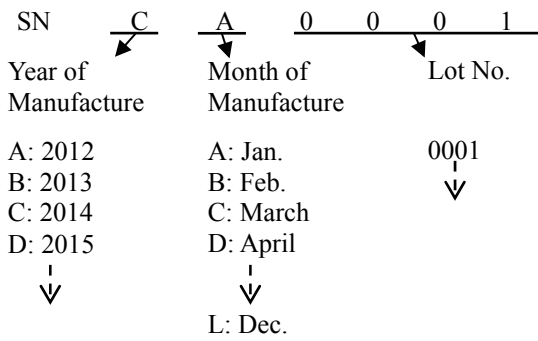 SN C A 0 0 0 1
Year of Manufacture
Month of Manufacture
Lot No.
A: 2012
B: 2013
C: 2014
D: 2015
A: Jan.
B: Feb.
C: March
D: April
L: Dec.
0001